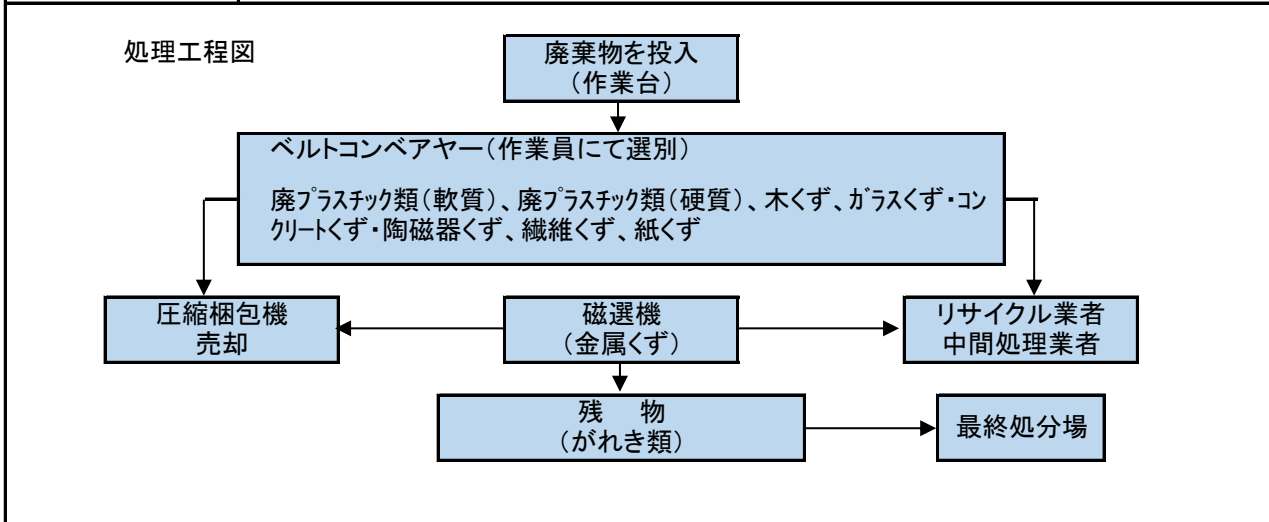 処理工程図
廃棄物を投入
（作業台）
ベルトコンベアヤー（作業員にて選別）
廃ﾌﾟﾗｽﾁｯｸ類（軟質）、廃ﾌﾟﾗｽﾁｯｸ類（硬質）、木くず、ｶﾞﾗｽくず・ｺﾝ
ｸﾘｰﾄくず・陶磁器くず、繊維くず、紙くず
圧縮梱包機
売却
磁選機
（金属くず）
リサイクル業者
中間処理業者
残　物
（がれき類）
最終処分場